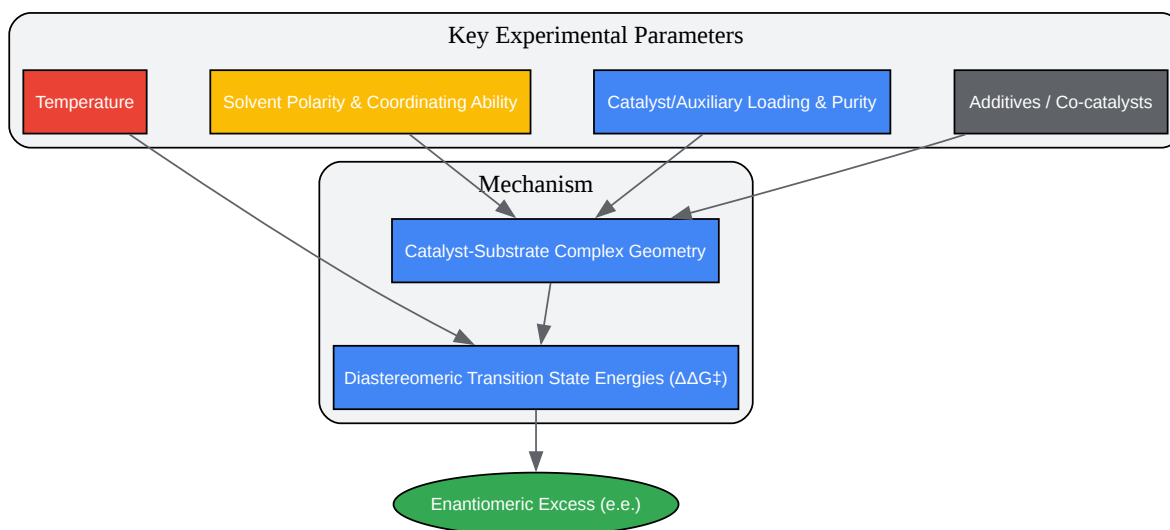 Key Experimental Parameters
Temperature
Solvent Polarity & Coordinating Ability
Catalyst/Auxiliary Loading & Purity
Additives / Co-catalysts
Mechanism
Catalyst-Substrate Complex Geometry
Diastereomeric Transition State Energies (ΔΔG‡)
Enantiomeric Excess (e.e.)